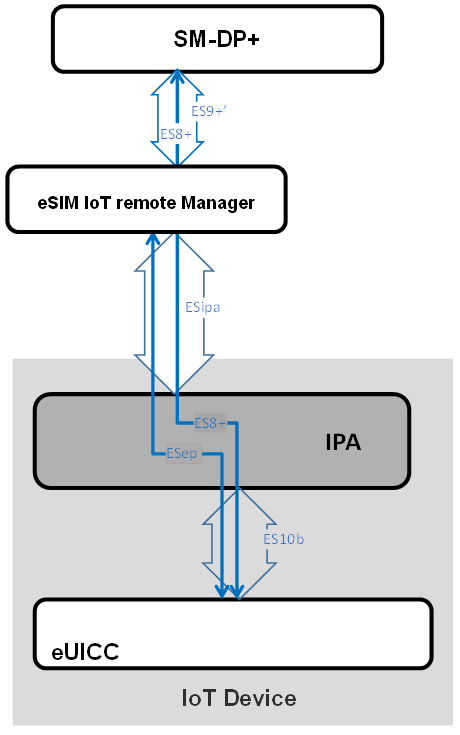 SM-DP+
ES9+’
ES8+
eSIM IoT remote Manager
ESipa
ES8+
IPA
ESep
ES10b
eUICC
IoT Device